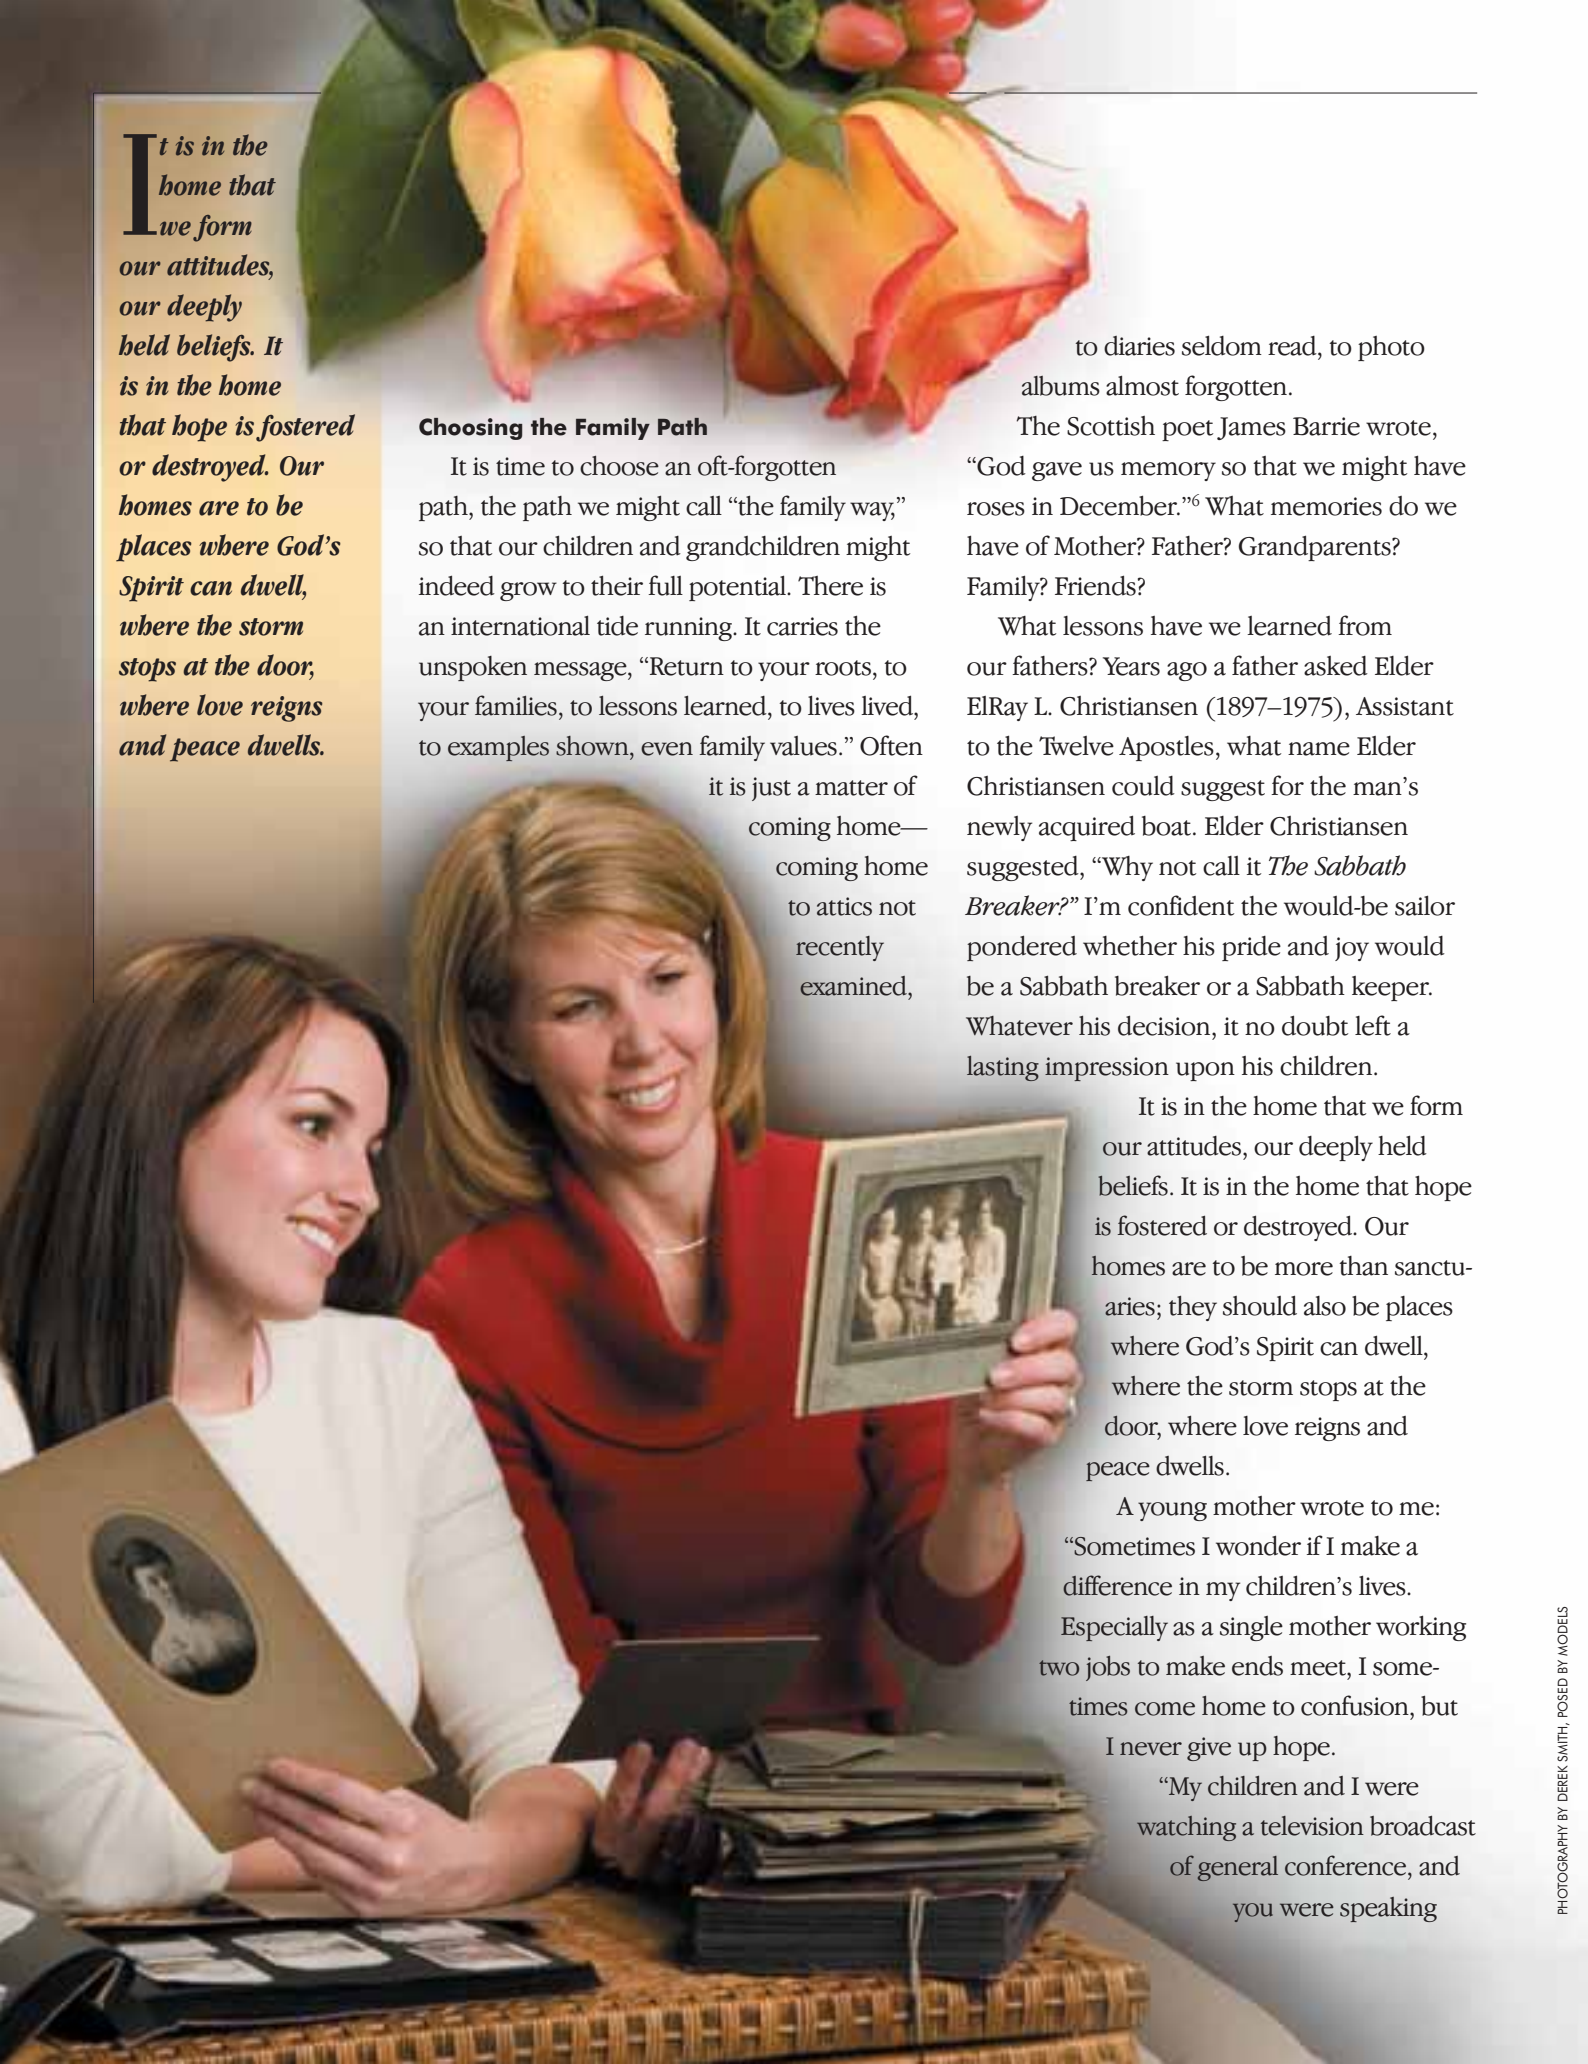 It is in the
home that
we form
our attitudes,
our deeply
held beliefs. It
is in the home
that hope is fostered
or destroyed. Our
homes are to be
places where God's
Spirit can dwell,
where the storm
stops at the door,
where love reigns
and peace dwells.
Choosing the Family Path
It is time to choose an oft-forgotten
path, the path we might call “the family way,”
so that our children and grandchildren might
indeed grow to their full potential. There is
an international tide running. It carries the
unspoken message, “Return to your roots, to
your families, to lessons learned, to lives lived,
to examples shown, even family values.” Often
it is just a matter of
coming home—
coming home
to attics not
recently
examined,
to diaries seldom read, to photo
albums almost forgotten.
The Scottish poet James Barrie wrote,
“God gave us memory so that we might have
roses in December.”6 What memories do we
have of Mother? Father? Grandparents?
Family? Friends?
What lessons have we learned from
our fathers? Years ago a father asked Elder
ElRay L. Christiansen (1897–1975), Assistant
to the Twelve Apostles, what name Elder
Christiansen could suggest for the man's
newly acquired boat. Elder Christiansen
suggested, “Why not call it The Sabbath
Breaker?” I'm confident the would-be sailor
pondered whether his pride and joy would
be a Sabbath breaker or a Sabbath keeper.
Whatever his decision, it no doubt left a
lasting impression upon his children.
It is in the home that we form
our attitudes, our deeply held
beliefs. It is in the home that hope
is fostered or destroyed. Our
homes are to be more than sanctu-
aries; they should also be places
where God's Spirit can dwell,
where the storm stops at the
door, where love reigns and
peace dwells.
A young mother wrote to me:
“Sometimes I wonder if I make a
difference in my children's lives.
Especially as a single mother working
two jobs to make ends meet, I some-
times come home to confusion, but
I never give up hope.
“My children and I were
watching a television broadcast
of general conference, and
you were speaking
PHOTOGRAPHY BY DEREK SMITH, POSED BY MODELS